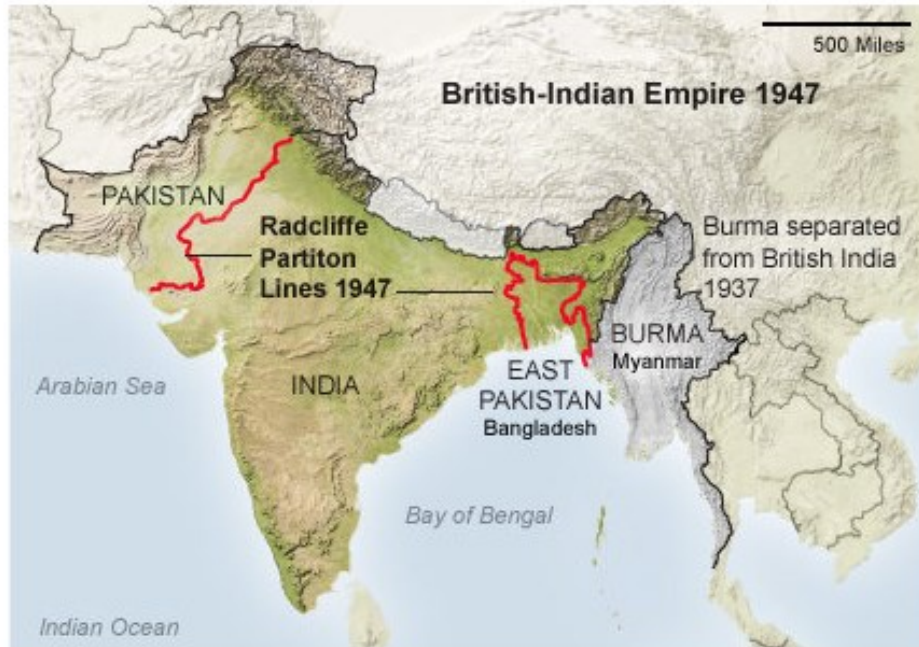 500 Miles
British-Indian Empire 1947
PAKISTAN
Radcliffe
Partiton
Lines 1947
Burma separated
from British India
1937
BURMA
Myanmar
INDIA
EAST
PAKISTAN
Bangladesh
Arabian Sea
Bay of Bengal
Indian Ocean